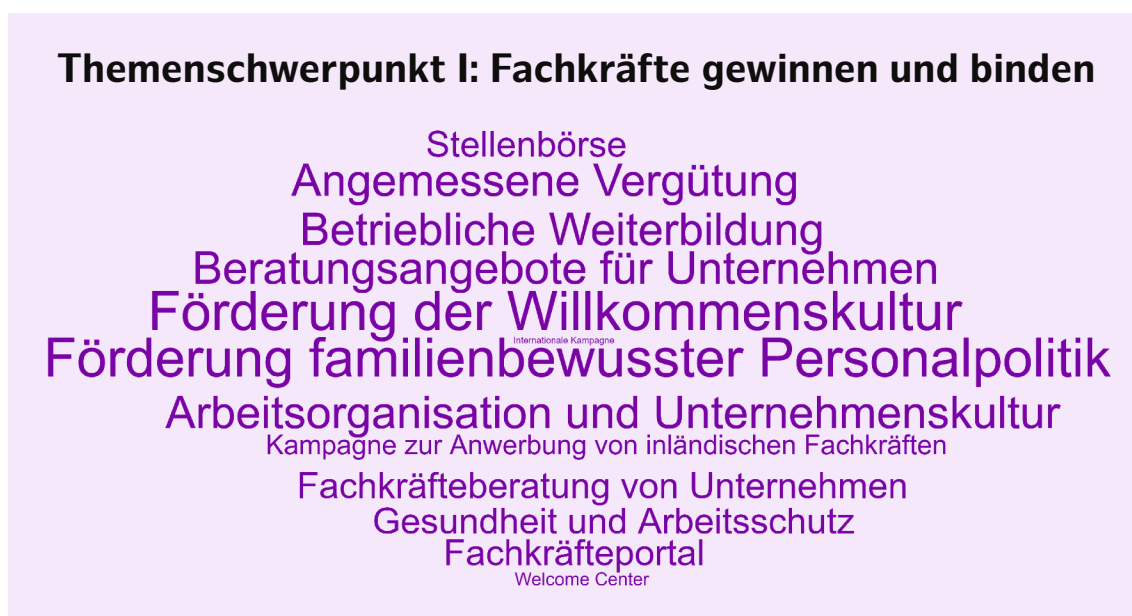 Themenschwerpunkt I: Fachkräfte gewinnen und binden
Stellenbörse
Angemessene Vergütung
Betriebliche Weiterbildung
Beratungsangebote für Unternehmen
Förderung der Willkommenskultur
Internationale Kampagne
Förderung familienbewusster Personalpolitik
Arbeitsorganisation und Unternehmenskultur
Kampagne zur Anwerbung von inländischen Fachkräften
Fachkräfteberatung von Unternehmen
Gesundheit und Arbeitsschutz
Fachkräfteportal
Welcome Center